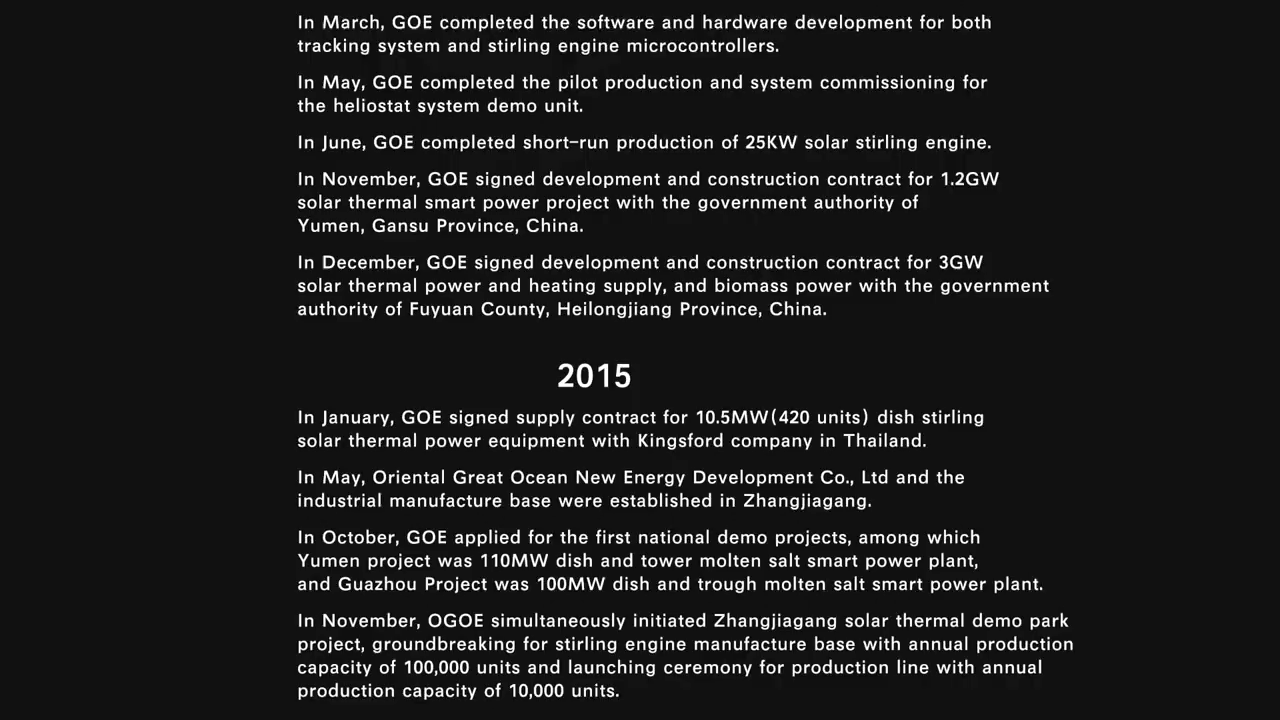 In March, GOE completed the software and hardware development for both
tracking system and stirling engine microcontrollers.
In May, GOE completed the pilot production and system commissioning for
the heliostat system demo unit.
In June, GOE completed short-run production of 25KW solar stirling engine.
In November, GOE signed development and construction contract for 1.2GW
solar thermal smart power project with the government authority of
Yumen, Gansu Province, China.
In December, GOE signed development and construction contract for 3GW
solar thermal power and heating supply, and biomass power with the government
authority of Fuyuan County, Heilongjiang Province, China.
2015
In January, GOE signed supply contract for 10.5MW(420 units) dish stirling
solar thermal power equipment with Kingsford company in Thailand.
In May, Oriental Great Ocean New Energy Development Co., Ltd and the
industrial manufacture base were established in Zhangjiagang.
In October, GOE applied for the first national demo projects, among which
Yumen project was 110MW dish and tower molten salt smart power plant,
and Guazhou Project was 100MW dish and trough molten salt smart power plant.
In November, OGOE simultaneously initiated Zhangjiagang solar thermal demo park
project, groundbreaking for stirling engine manufacture base with annual production
capacity of 100,000 units and launching ceremony for production line with annual
production capacity of 10,000 units.